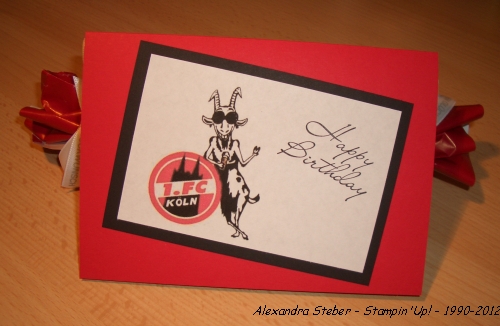 Happy
Birthday
1.FC
KÖLN
Alexandra Steber - Stampin'Up! - 1990-2012